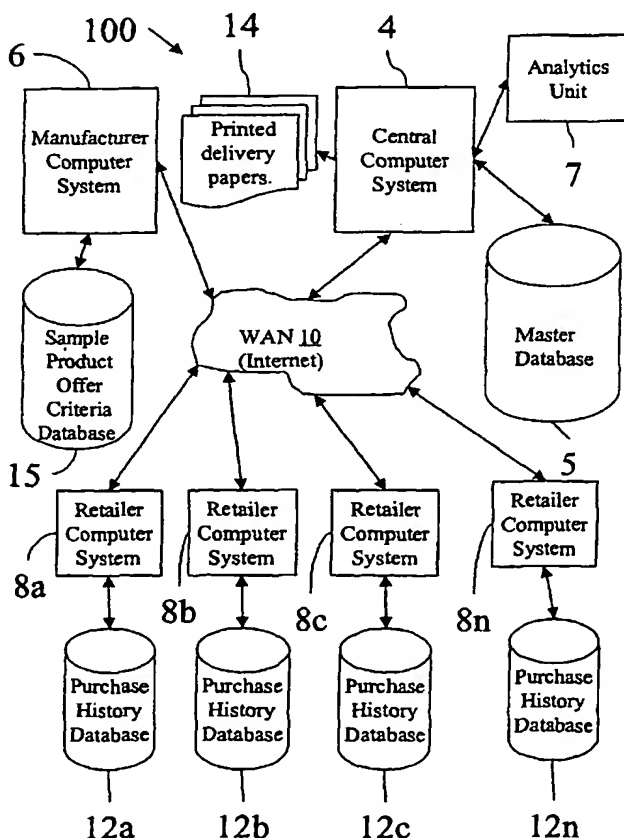 100
6
14
4
Manufacturer
Computer
System
Printed
delivery
papers.
Central
Computer
System
Analytics
Unit
7
Sample
Product
Offer
Criteria
Database
15
WAN 10
(Internet)
Master
Database
5
Retailer
Computer
System
8a
Retailer
Computer
System
8b
Retailer
Computer
System
8c
Retailer
Computer
System
8n
Purchase
History
Database
12a
Purchase
History
Database
12b
Purchase
History
Database
12c
Purchase
History
Database
12n